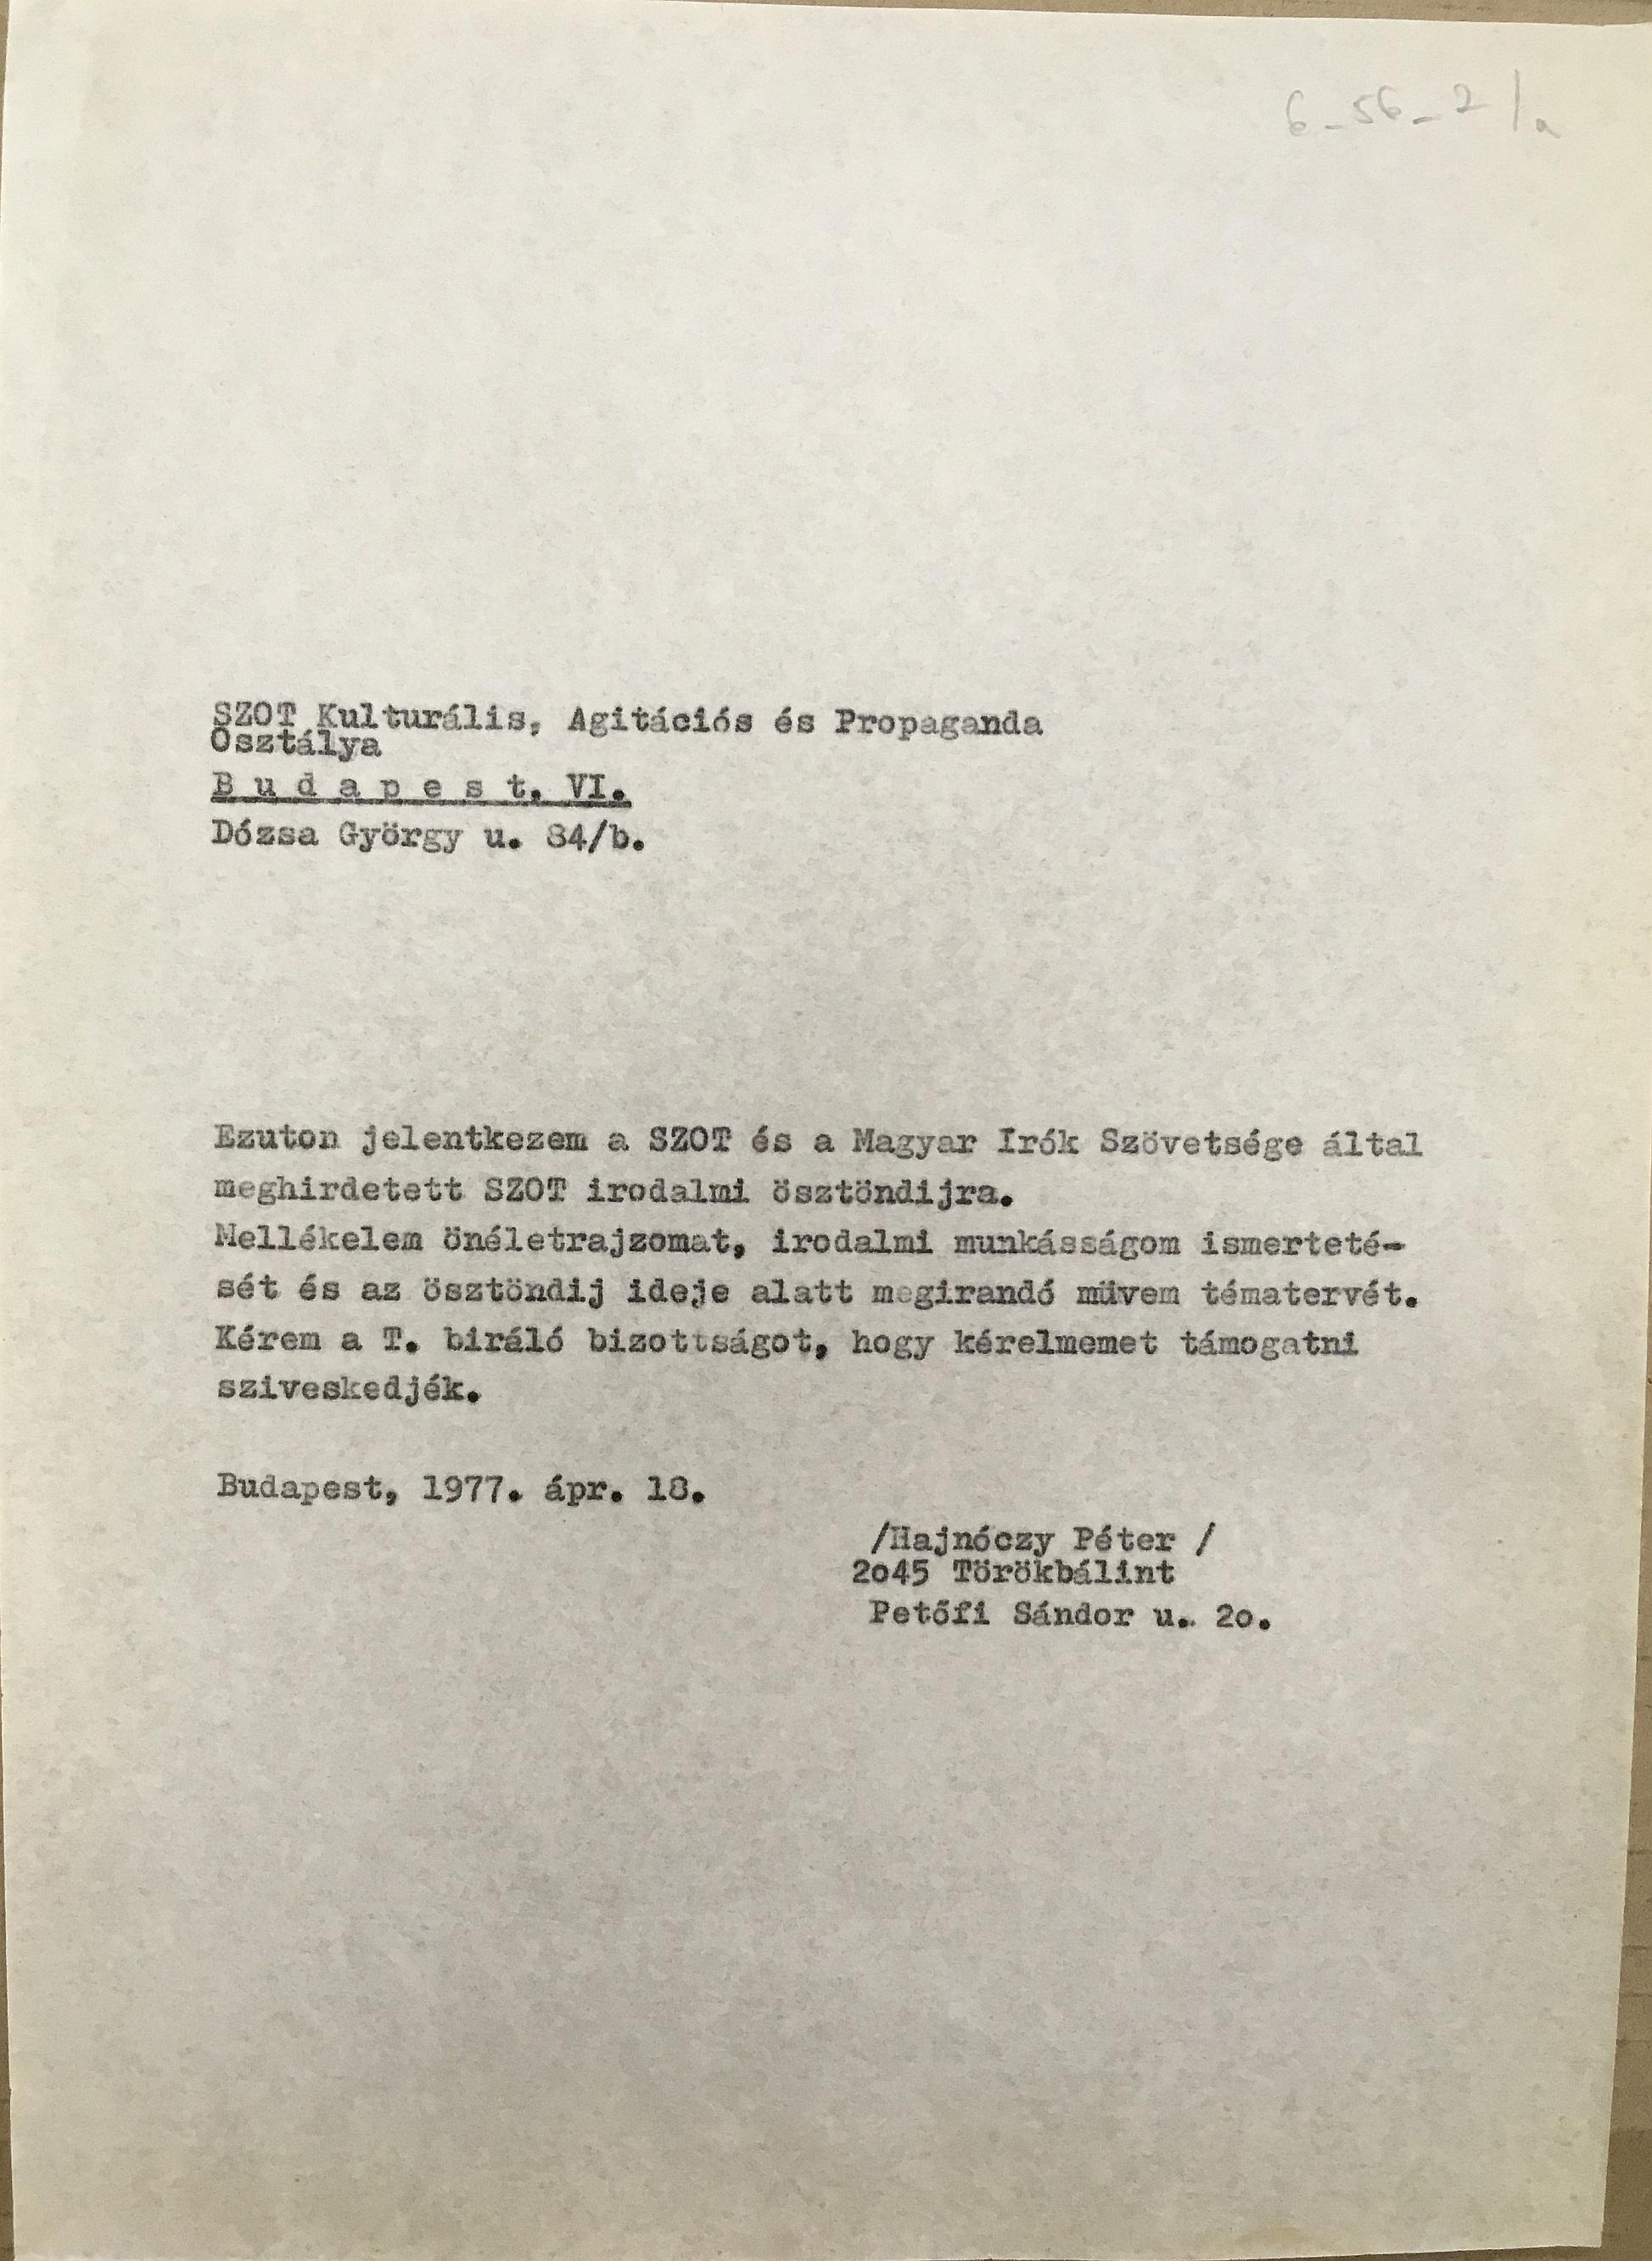 6-56-2/a
SZOT Kulturális, Agitációs és Propaganda
Osztálya
B u d a p e s t, VI.
Dózsa György u. 84/b.
Ezuton jelentkezem a SZOT és a Magyar Irók Szövetsége által
meghirdetett SZOT irodalmi ösztöndijra.
Mellékelem önéletrajzomat, irodalmi munkásságom ismerteté-
sét és az ösztöndij ideje alatt megirandó müvem tématervét.
Kérem a T. biráló bizottságot, hogy kérelmemet támogatni
sziveskedjék.
Budapest, 1977. ápr. 18.
/Hajnóczy Péter /
2o45 Törökbálint
Petőfi Sándor u. 2o.